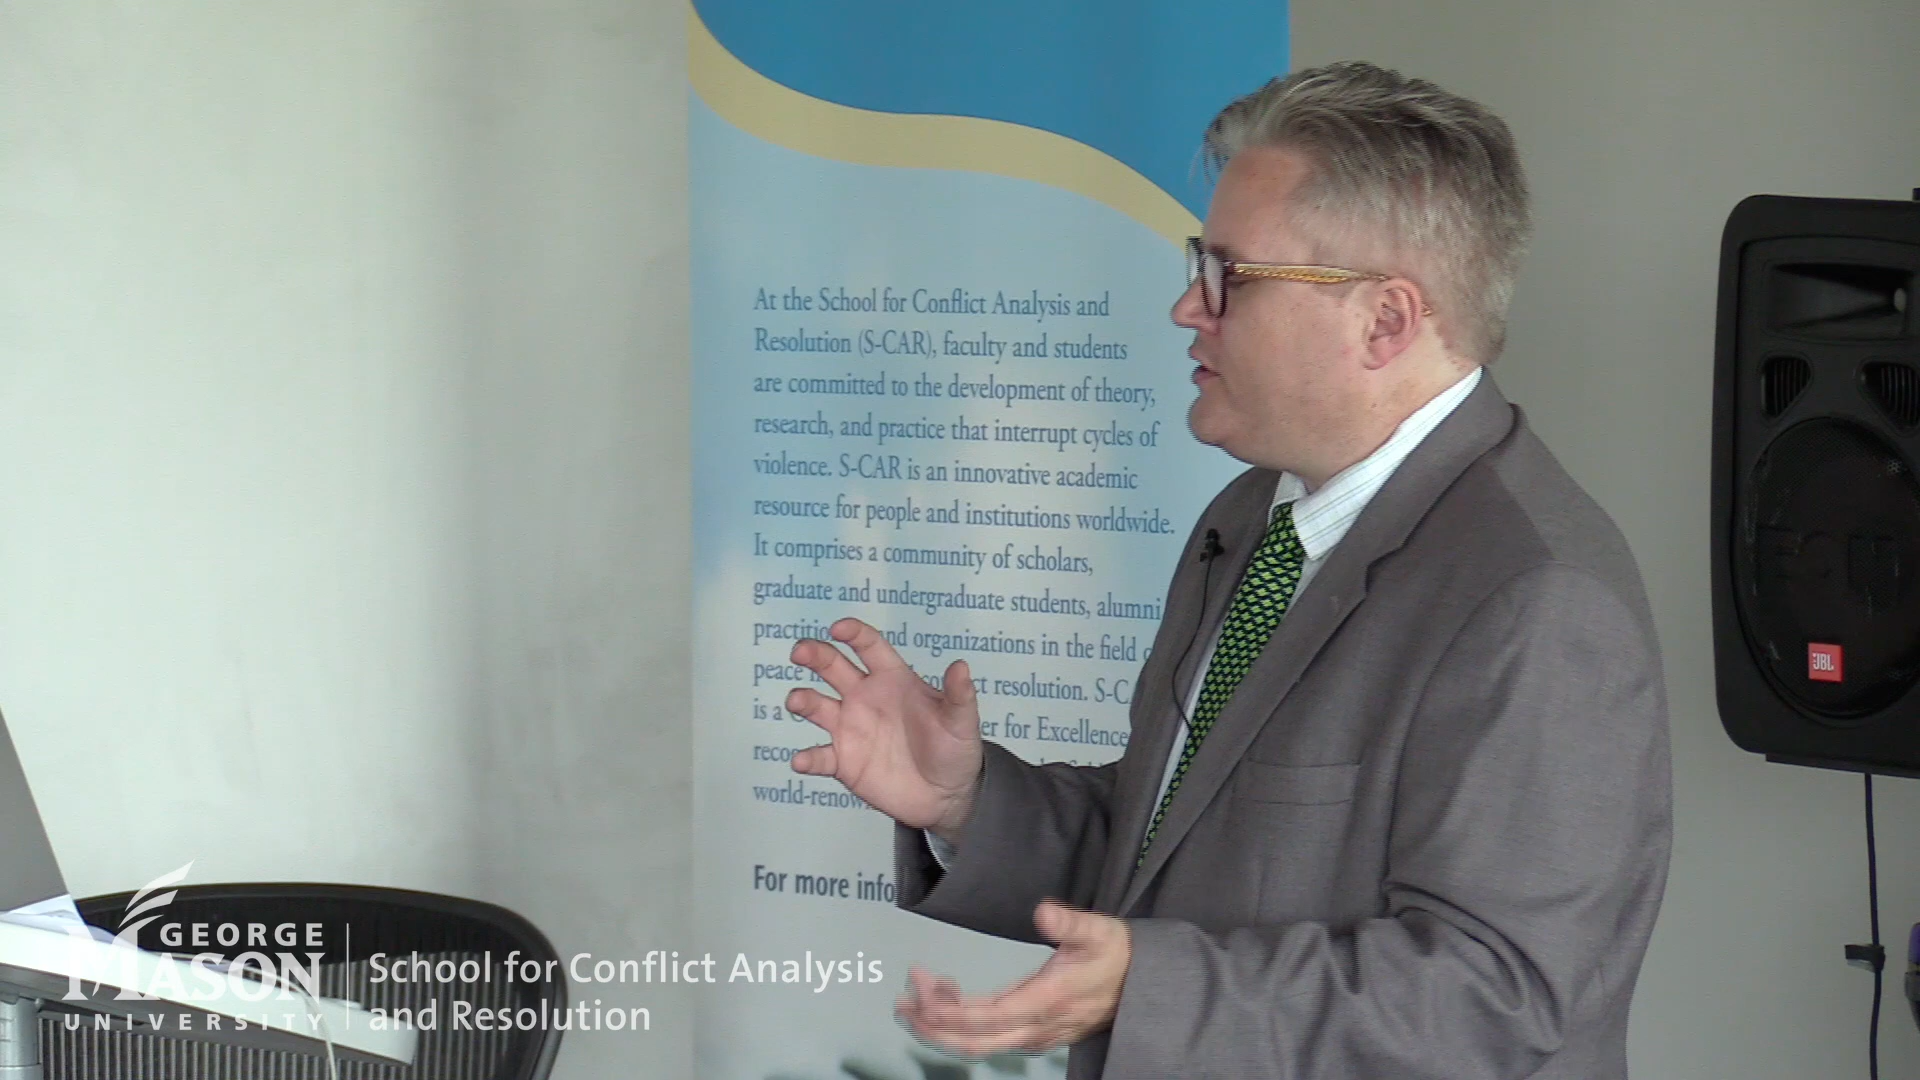 At the School for Conflict Analysis and
Resolution (S-CAR), faculty and students
are committed to the development of theory,
research, and practice that interrupt cycles of
violence. S-CAR is an innovative academic
resource for people and institutions worldwide.
It comprises a community of scholars,
graduate and undergraduate students, alumni
and organizations in the field
peace resolution.
is a for Excellence
For more info
JBL
GEORGE
MASON
UNIVERSITY
School for Conflict Analysis
and Resolution